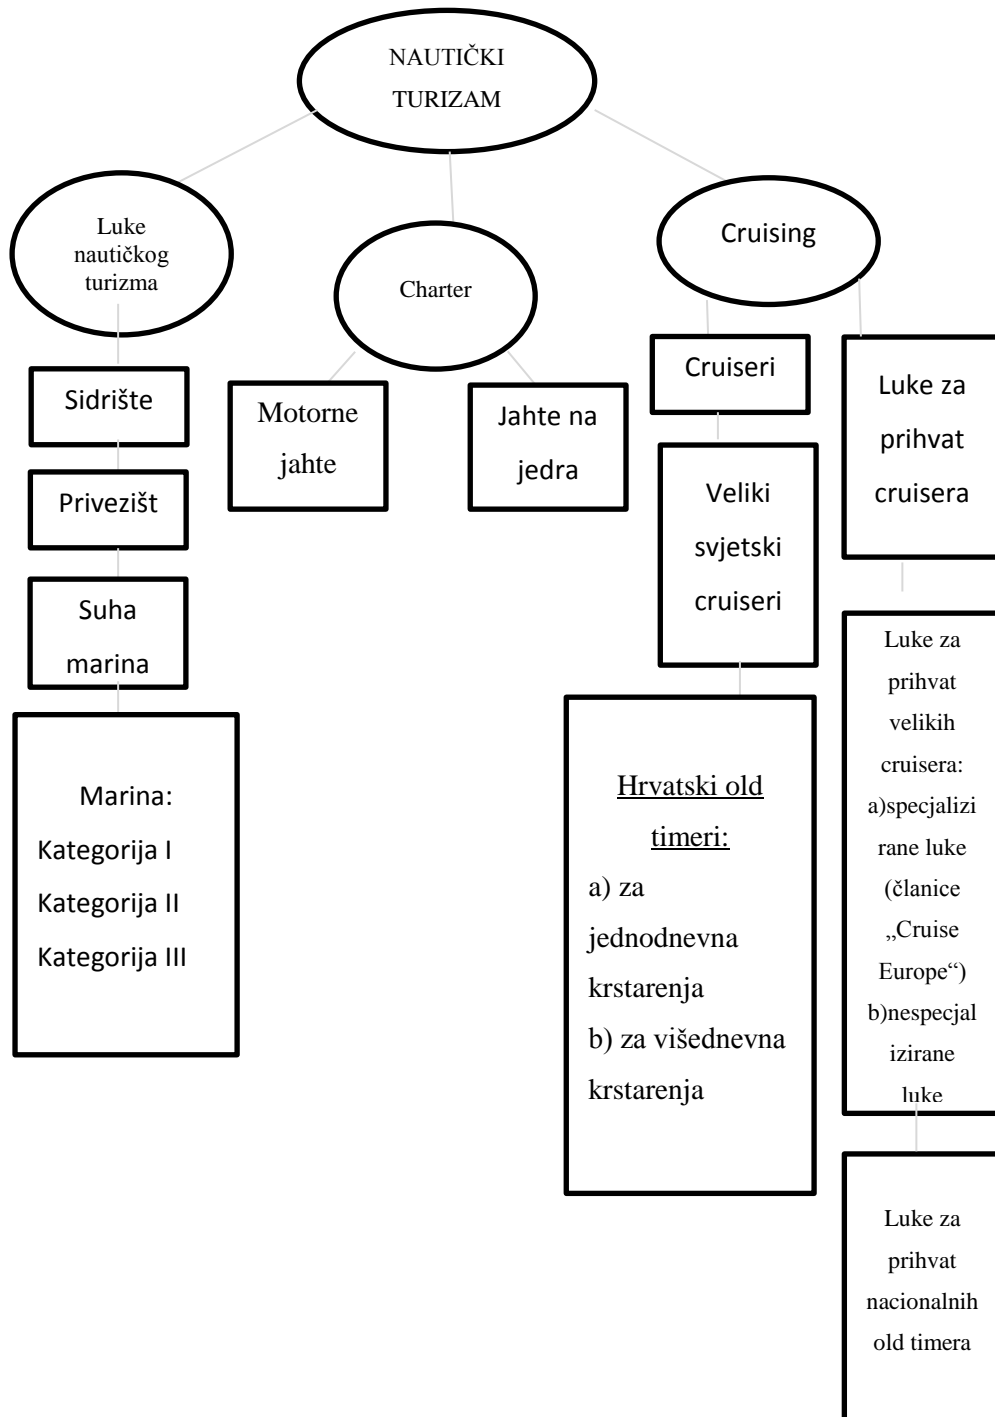 NAUTIČKI
TURIZAM
Luke
nautičkog
turizma
Charter
Cruising
Sidrište
Privezišt
Suha
marina
Marina:
Kategorija I
Kategorija II
Kategorija III
Motorne
jahte
Jahte na
jedra
Cruiseri
Veliki
svjetski
cruiseri
Hrvatski old
timeri:
a) za
jednodnevna
krstarenja
b) za višednevna
krstarenja
Luke za
prihvat
cruisera
Luke za
prihvat
velikih
cruisera:
a)specjalizi
rane luke
(članice
„Cruise
Europe“)
b)nespecjal
izirane
luke
Luke za
prihvat
nacionalnih
old timera